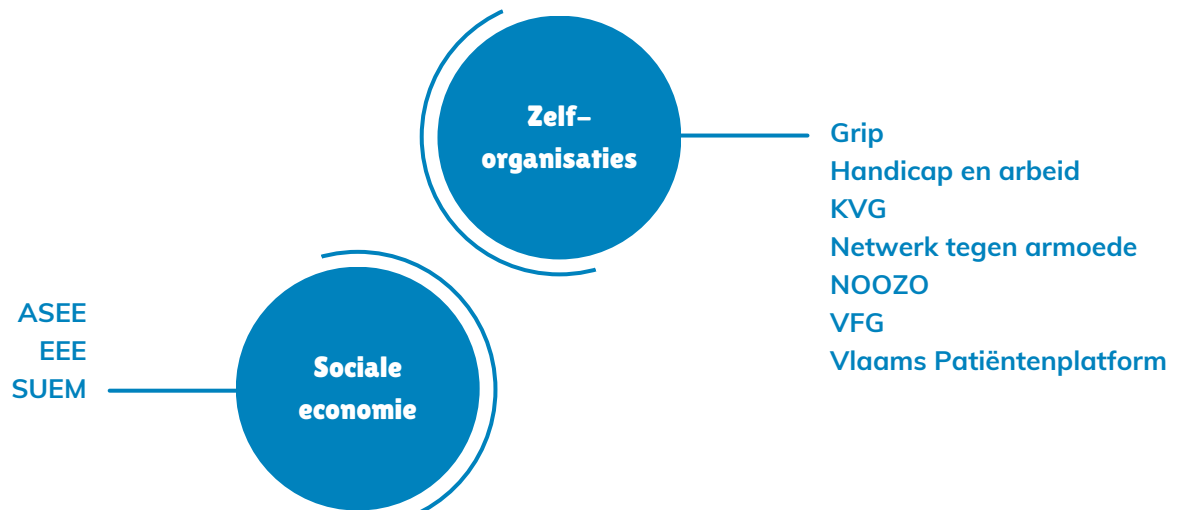 Zelf-
organisaties
Grip
Handicap en arbeid
KVG
Netwerk tegen armoede
NOOZO
VFG
Vlaams Patiëntenplatform
ASEE
EEE
SUEM
Sociale
economie